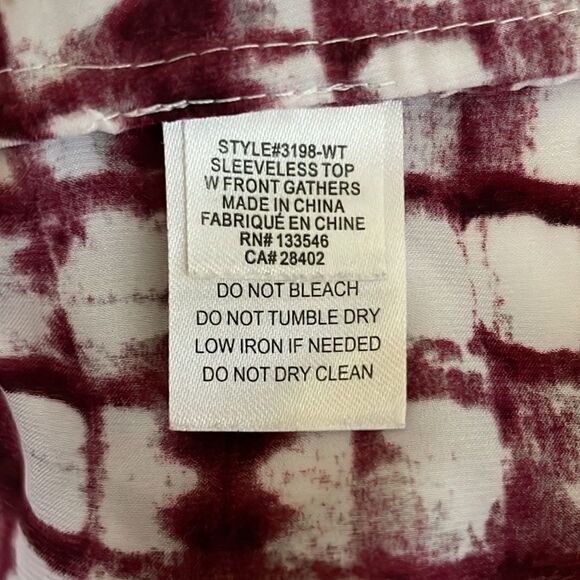 STYLE#3198-WT
SLEEVELESS TOP
W FRONT GATHERS
MADE IN CHINA
FABRIQUÉ EN CHINE
RN# 133546
CA# 28402
DO NOT BLEACH
DO NOT TUMBLE DRY
LOW IRON IF NEEDED
DO NOT DRY CLEAN